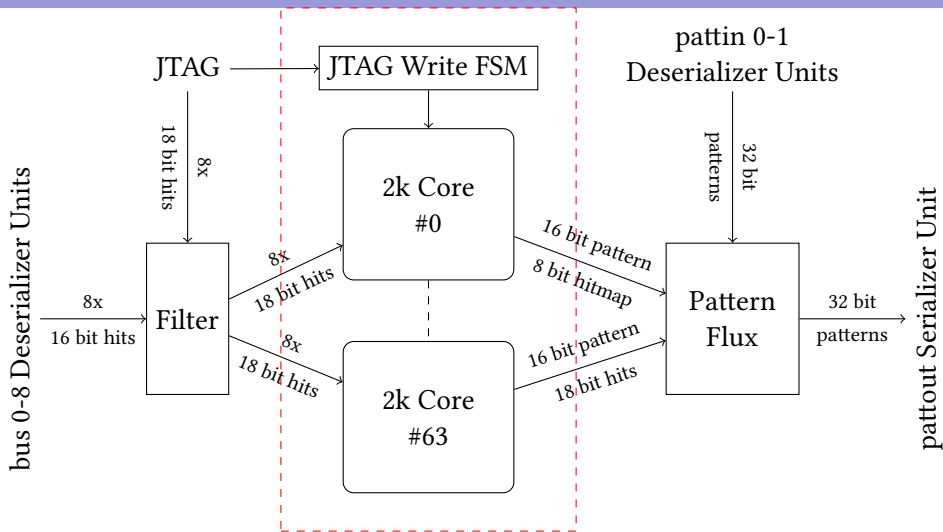 JTAG
JTAG Write FSM
pattin 0-1
Deserializer Units
8x
18 bit hits
32 bit
patterns
bus 0-8 Deserializer Units
2k Core
#0
8x
16 bit hits
Filter
8x
18 bit hits
8x
18 bit hits
16 bit pattern
8 bit hitmap
16 bit pattern
18 bit hits
2k Core
#63
Pattern
Flux
32 bit
patterns
pattout Serializer Unit